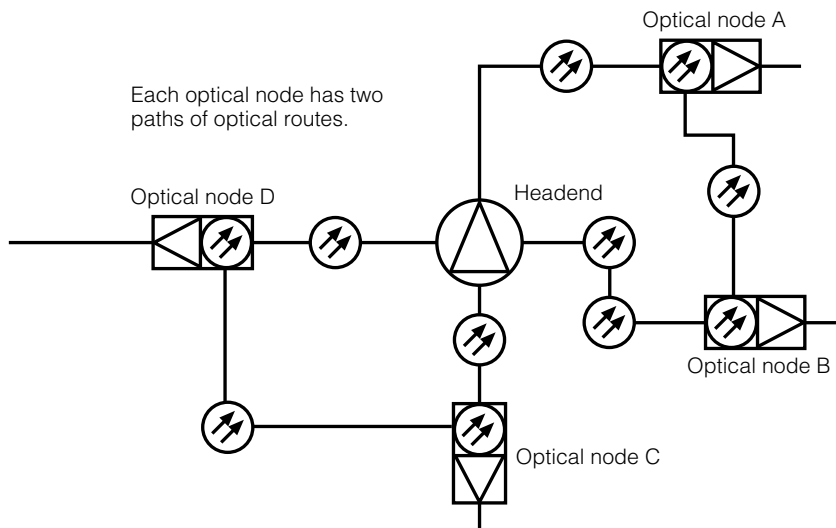 Optical node A
Each optical node has two
paths of optical routes.
Optical node D
Headend
Optical node B
Optical node C